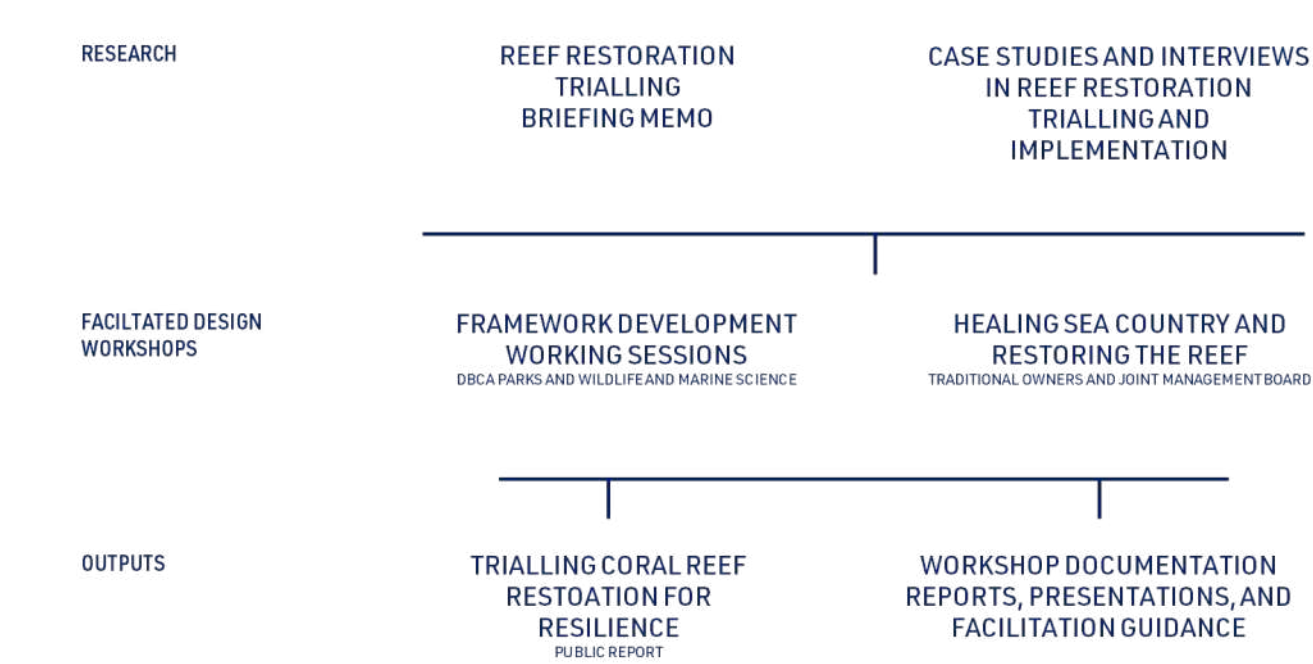 RESEARCH
REEF RESTORATION
TRIALLING
BRIEFING MEMO
CASE STUDIES AND INTERVIEWS
IN REEF RESTORATION
TRIALLING AND
IMPLEMENTATION
FACILTATED DESIGN
WORKSHOPS
FRAMEWORK DEVELOPMENT
WORKING SESSIONS
DBCA PARKS AND WILDLIFE AND MARINE SCIENCE
HEALING SEA COUNTRY AND
RESTORING THE REEF
TRADITIONAL OWNERS AND JOINT MANAGEMENT BOARD
OUTPUTS
TRIALLING CORAL REEF
RESTOATION FOR
RESILIENCE
PUBLIC REPORT
WORKSHOP DOCUMENTATION
REPORTS, PRESENTATIONS, AND
FACILITATION GUIDANCE